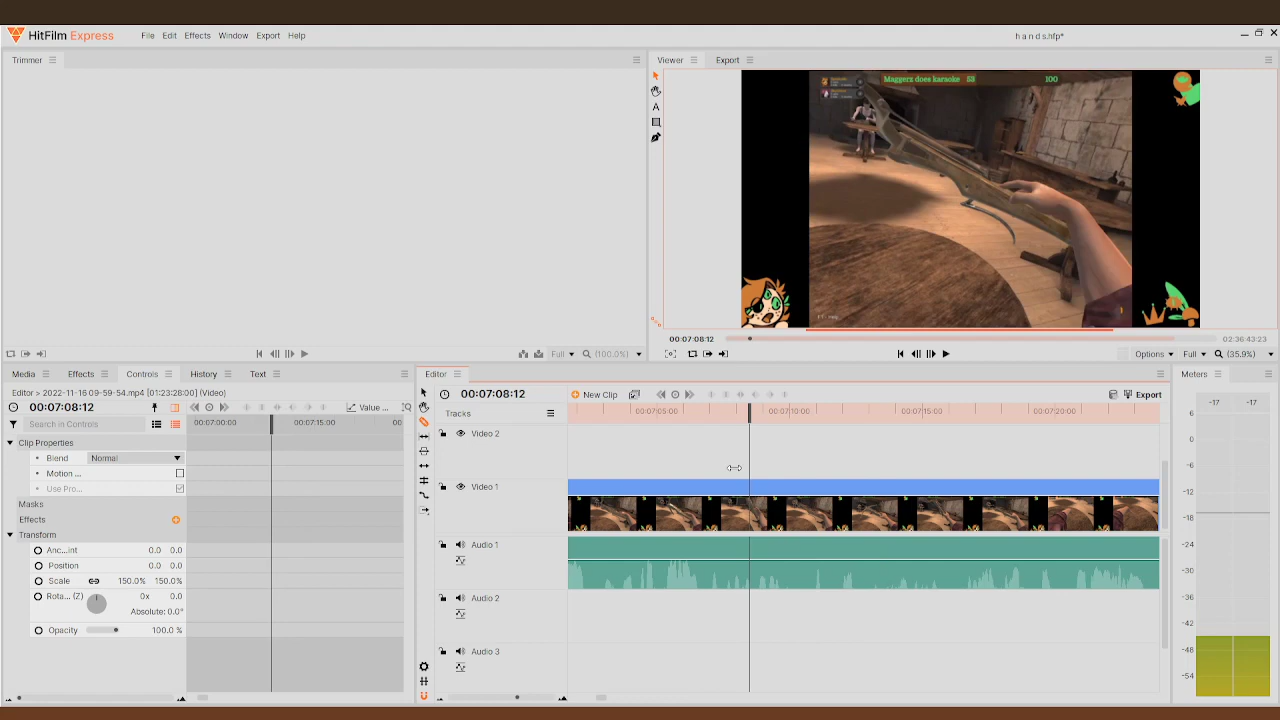 HitFilm Express
File Edit Effects Window Export Help
h a n d s.hfp*
Trimmer
Viewer Export
Maggerz does karaoke 53 100
Full (100.0%)
00:07:08:12 02:36:43:23
Options Full (35.9%)
Media Effects Controls History Text
Editor > 2022-11-16 09-59-54.mp4 [01:23:28:00] (Video)
00:07:08:12 Value ...
Search in Controls
00:07:00:00 00:07:15:00 00
Clip Properties
Blend Normal
Motion ...
Use Pro...
Masks
Effects
Transform
Anc...int 0.0 0.0
Position 0.0 0.0
Scale 150.0% 150.0%
Rota... (Z) 0x 0.0
Absolute: 0.0°
Opacity 100.0 %
Editor
00:07:08:12 New Clip Export
Tracks
00:07:05:00 00:07:10:00 00:07:15:00 00:07:20:00
Video 2
Video 1
Audio 1
Audio 2
Audio 3
Meters
-17 -17
6
0
-6
-12
-18
-24
-30
-36
-42
-48
-54